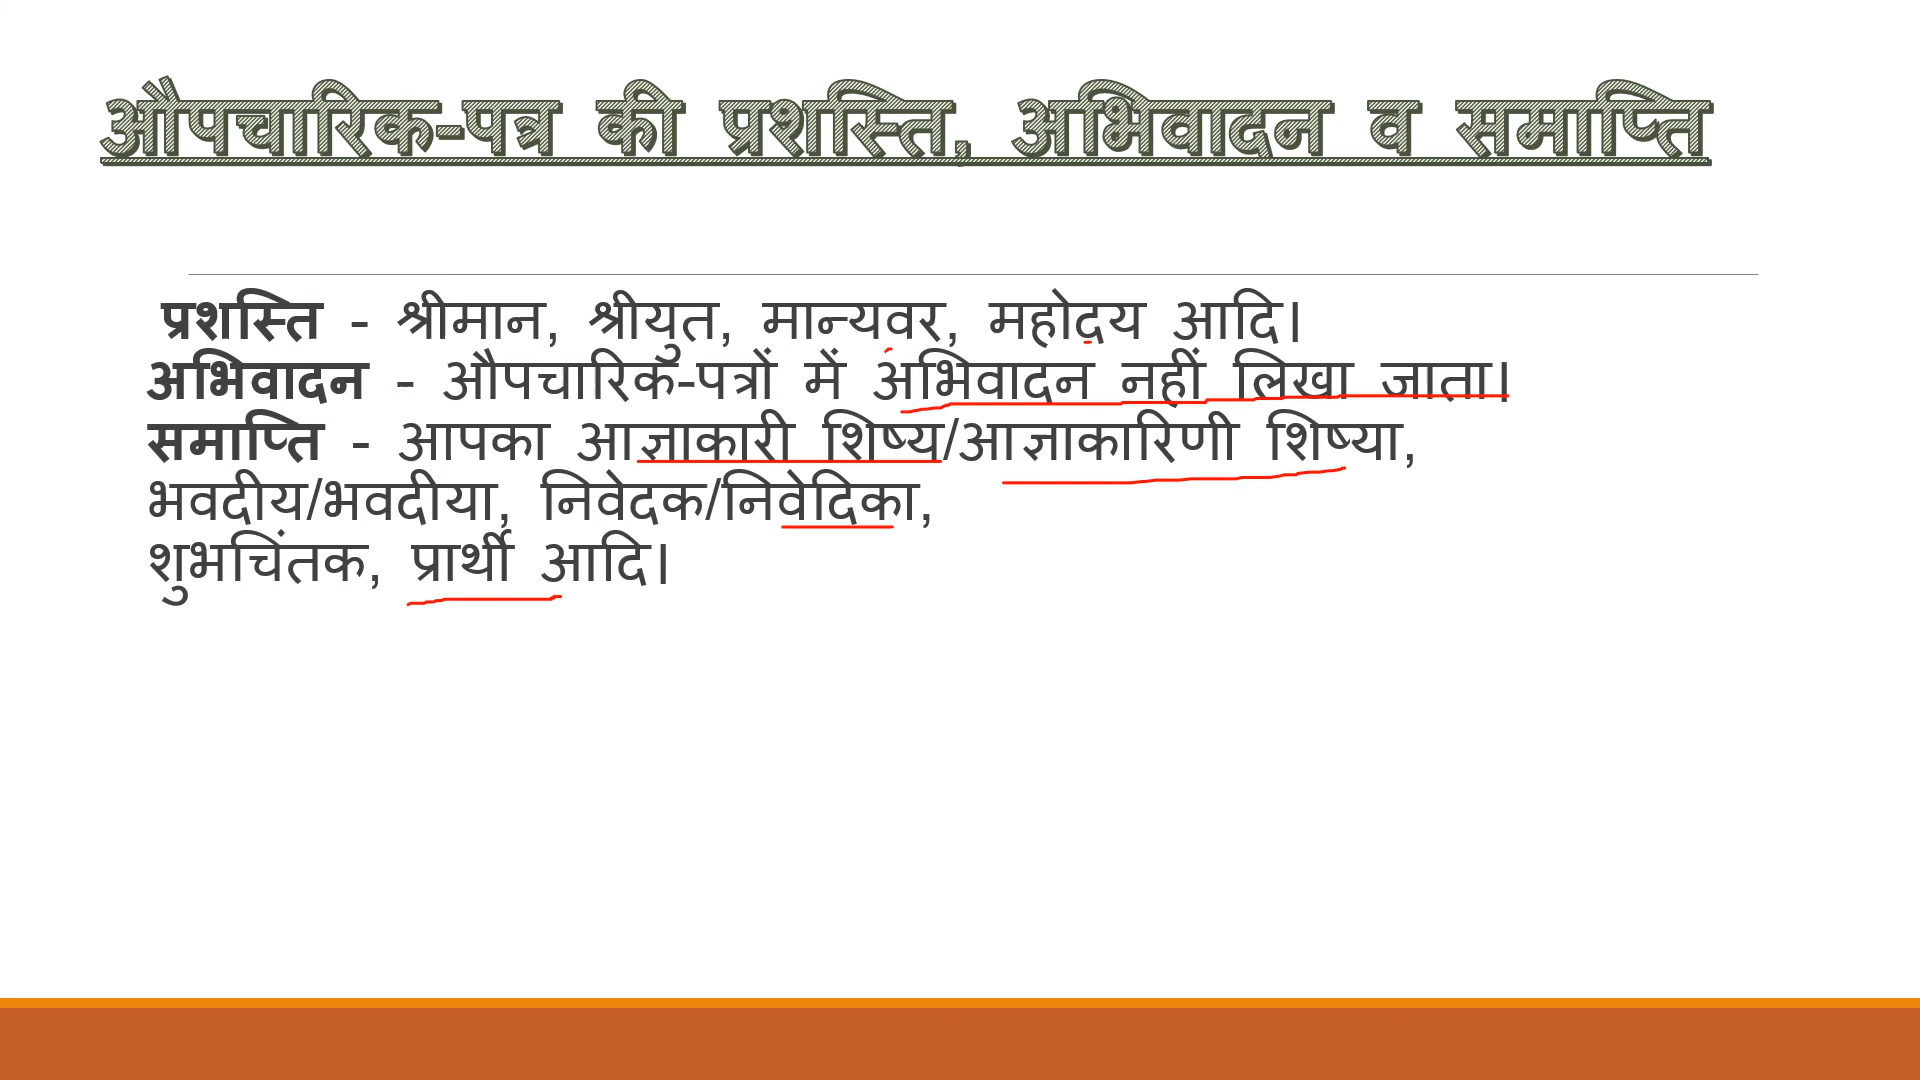 औपचारिक-पत्र की प्रशस्ति, अभिवादन व समाप्ति
प्रशस्ति - श्रीमान, श्रीयुत, मान्यवर, महोदय आदि।
अभिवादन - औपचारिक-पत्रों में अभिवादन नहीं लिखा जाता।
समाप्ति - आपका आज्ञाकारी शिष्य/आज्ञाकारिणी शिष्या,
भवदीय/भवदीया, निवेदक/निवेदिका,
शुभचिंतक, प्रार्थी आदि।